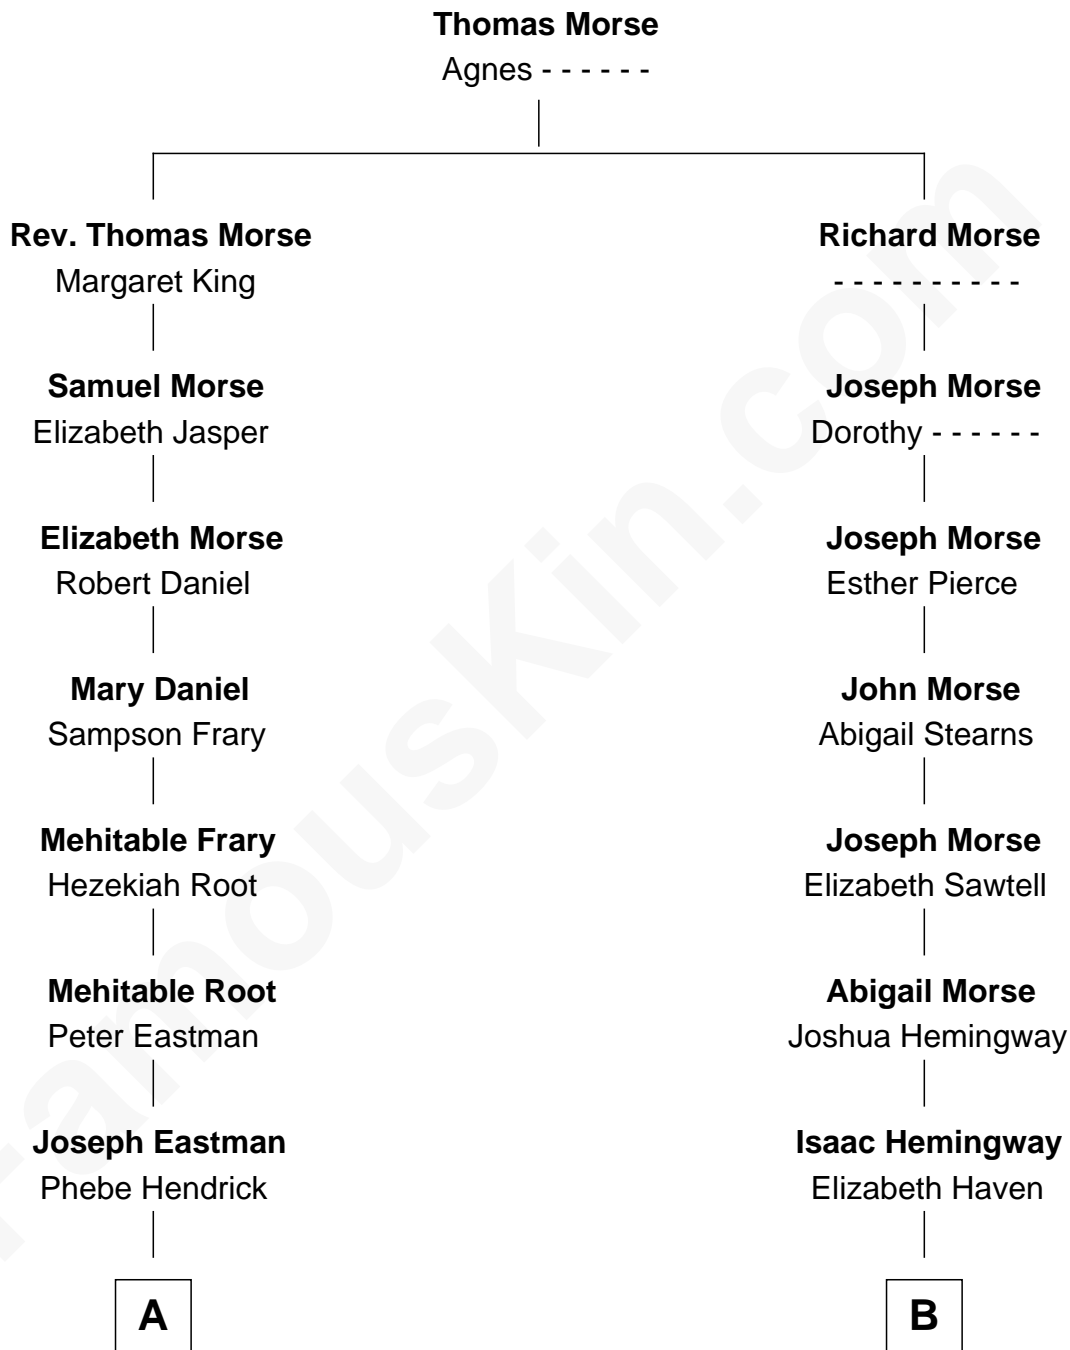 Thomas Morse
Agnes - - - - - -
Rev. Thomas Morse
Margaret King
Richard Morse
- - - - - - - - - -
Samuel Morse
Elizabeth Jasper
Joseph Morse
Dorothy - - - - - -
Elizabeth Morse
Robert Daniel
Joseph Morse
Esther Pierce
Mary Daniel
Sampson Frary
John Morse
Abigail Stearns
Mehitable Frary
Hezekiah Root
Joseph Morse
Elizabeth Sawtell
Mehitable Root
Peter Eastman
Abigail Morse
Joshua Hemingway
Joseph Eastman
Phebe Hendrick
Isaac Hemingway
Elizabeth Haven
A
B
FamousKin.com